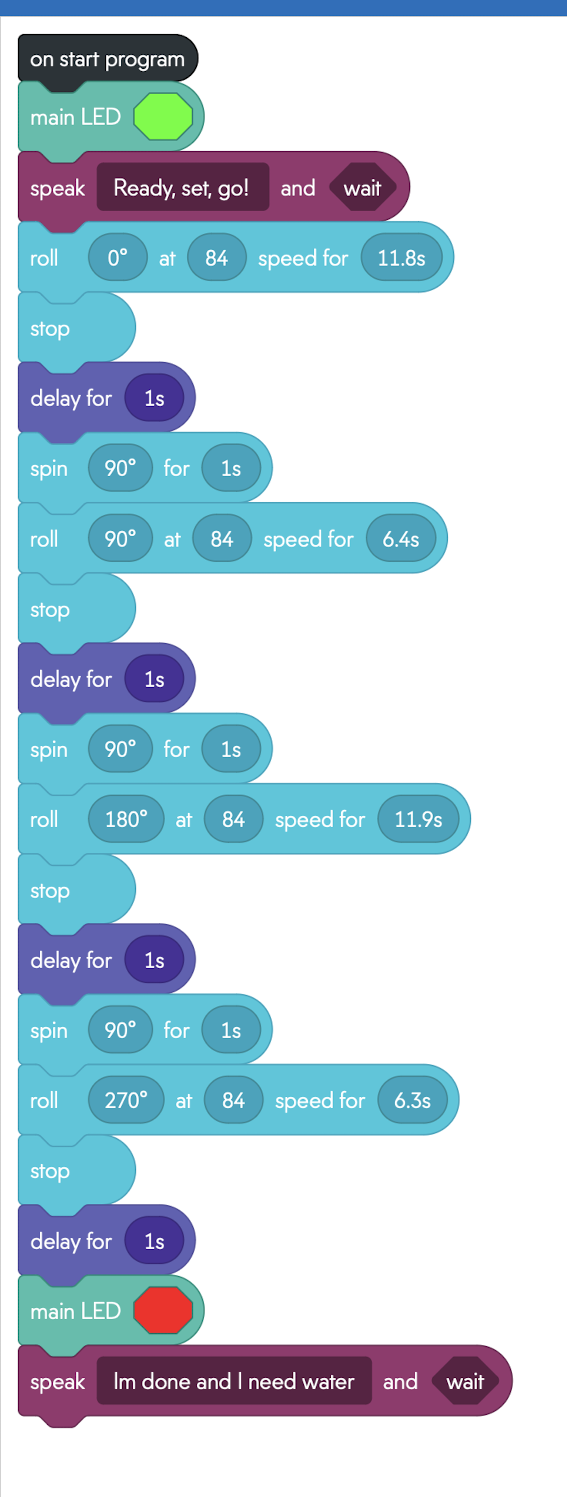 on start program
main LED
speak Ready, set, go! and wait
roll 0° at 84 speed for 11.8s
stop
delay for 1s
spin 90° for 1s
roll 90° at 84 speed for 6.4s
stop
delay for 1s
spin 90° for 1s
roll 180° at 84 speed for 11.9s
stop
delay for 1s
spin 90° for 1s
roll 270° at 84 speed for 6.3s
stop
delay for 1s
main LED
speak Im done and I need water and wait